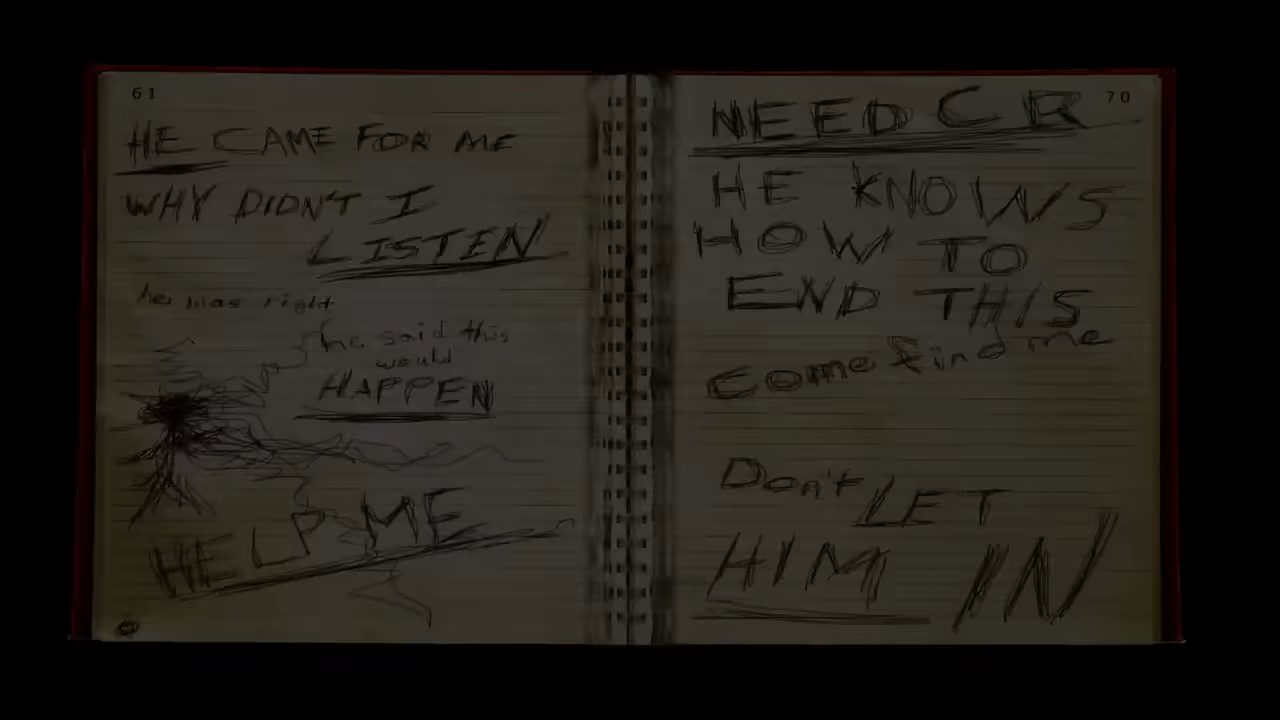 61
HE CAME FOR ME
WHY DIDN'T I
LISTEN
he was right
he said this
would
HAPPEN
HELP ME
70
NEED CR
HE KNOWS
HOW TO
END THIS
come find me
Don't LET
HIM IN